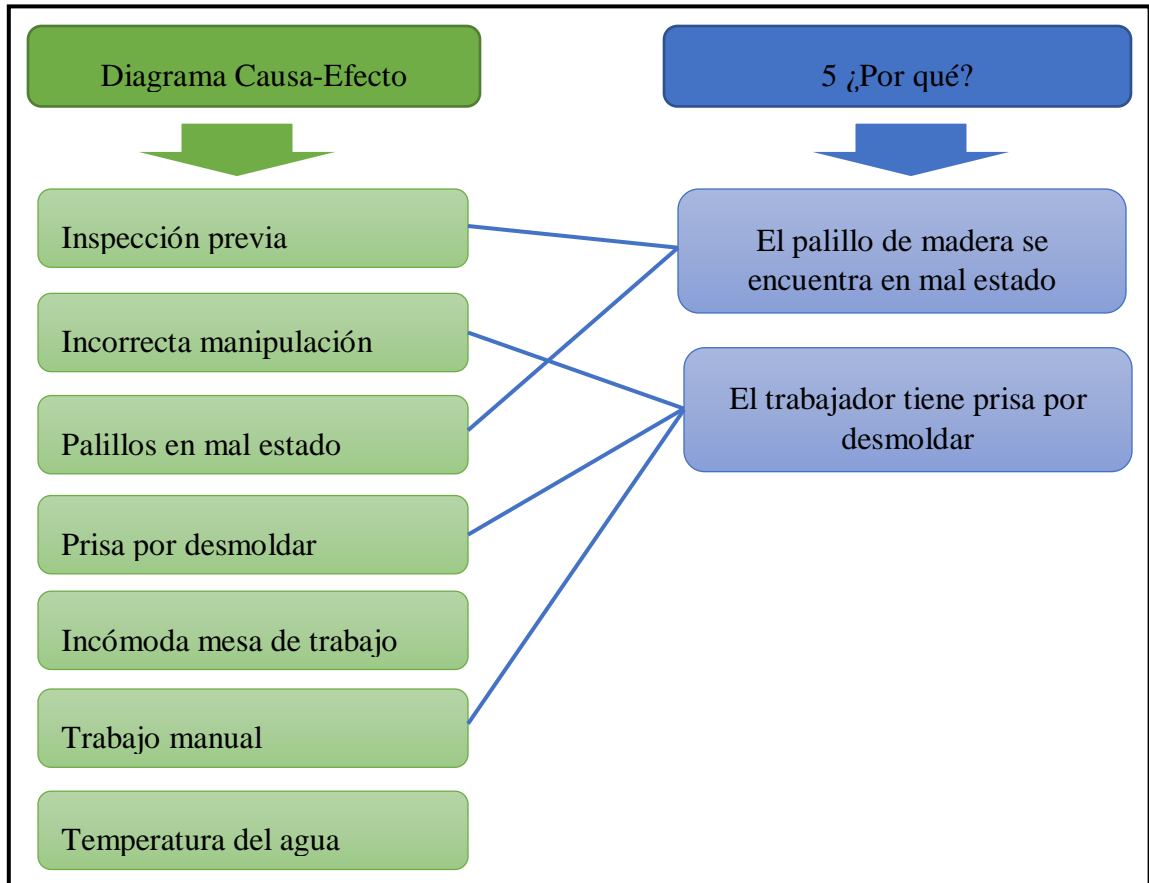 Diagrama Causa-Efecto
5 ¿Por qué?
Inspección previa
Incorrecta manipulación
Palillos en mal estado
Prisa por desmoldar
Incómoda mesa de trabajo
Trabajo manual
Temperatura del agua
El palillo de madera se
encuentra en mal estado
El trabajador tiene prisa por
desmoldar